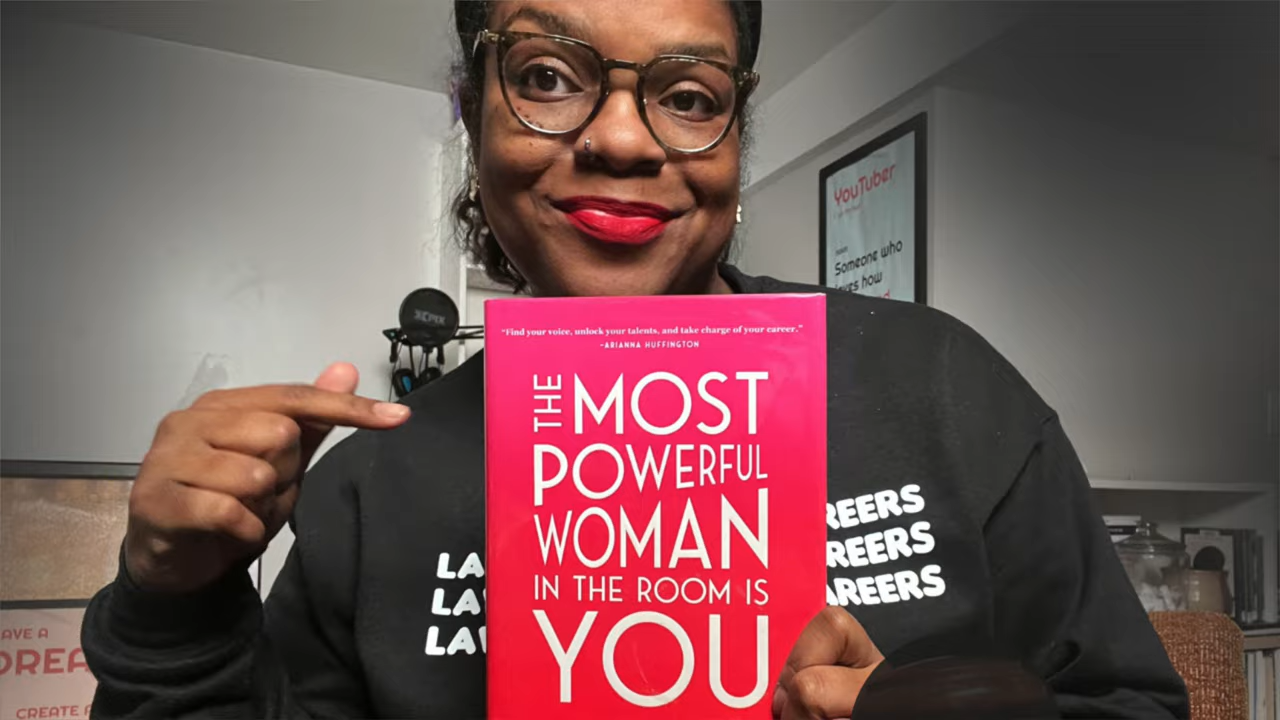 "Find your voice, unlock your talents, and take charge of your career."
–ARIANNA HUFFINGTON
THE MOST
POWERFUL
WOMAN
IN THE ROOM IS
YOU
YouTuber
Someone who
LA
LA
LA
REERS
REERS
AREERS
AVE A
DREA
CREATE